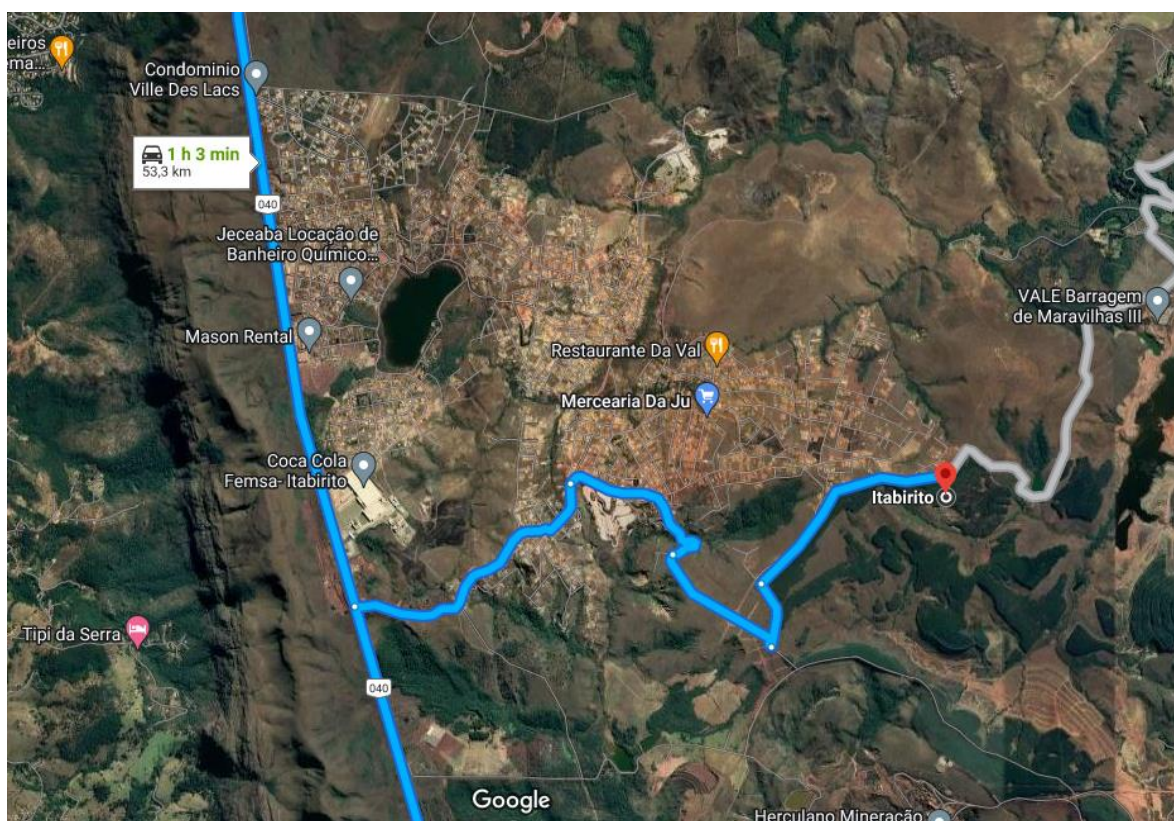 eiros
ema...
Condominio
Ville Des Lacs
1 h 3 min
53,3 km
040
Jeceaba Locação de
Banheiro Químico...
VALE Barragem
de Maravilhas III
Mason Rental
Restaurante Da Val
Mercearia Da Ju
Coca Cola
Femsa- Itabirito
Itabirito
Tipi da Serra
040
Google
Herculano Mineração